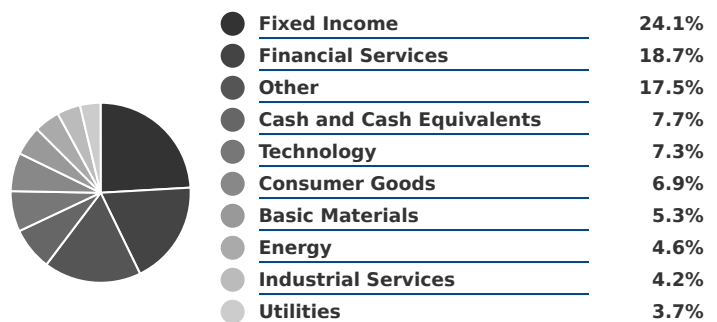 Fixed Income 24.1%
Financial Services 18.7%
Other 17.5%
Cash and Cash Equivalents 7.7%
Technology 7.3%
Consumer Goods 6.9%
Basic Materials 5.3%
Energy 4.6%
Industrial Services 4.2%
Utilities 3.7%